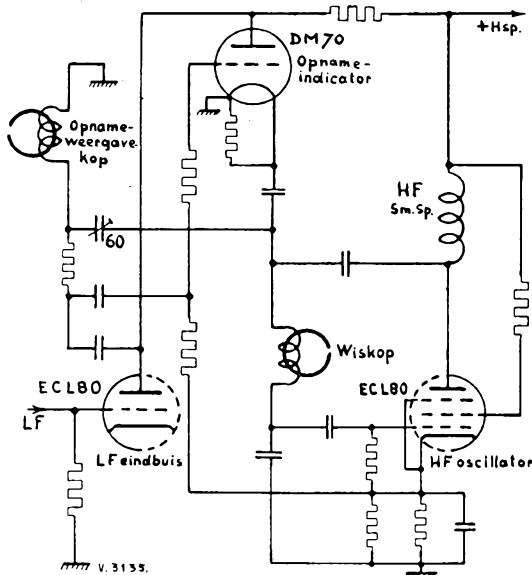 +Hsp.
DM70
Opname-
indicator
Opname-
weergave-
kop
60
HF
Sm.Sp.
Wiskop
ECL80
LF
LF eindbuis
ECL80
HF oscillator
V. 3135.